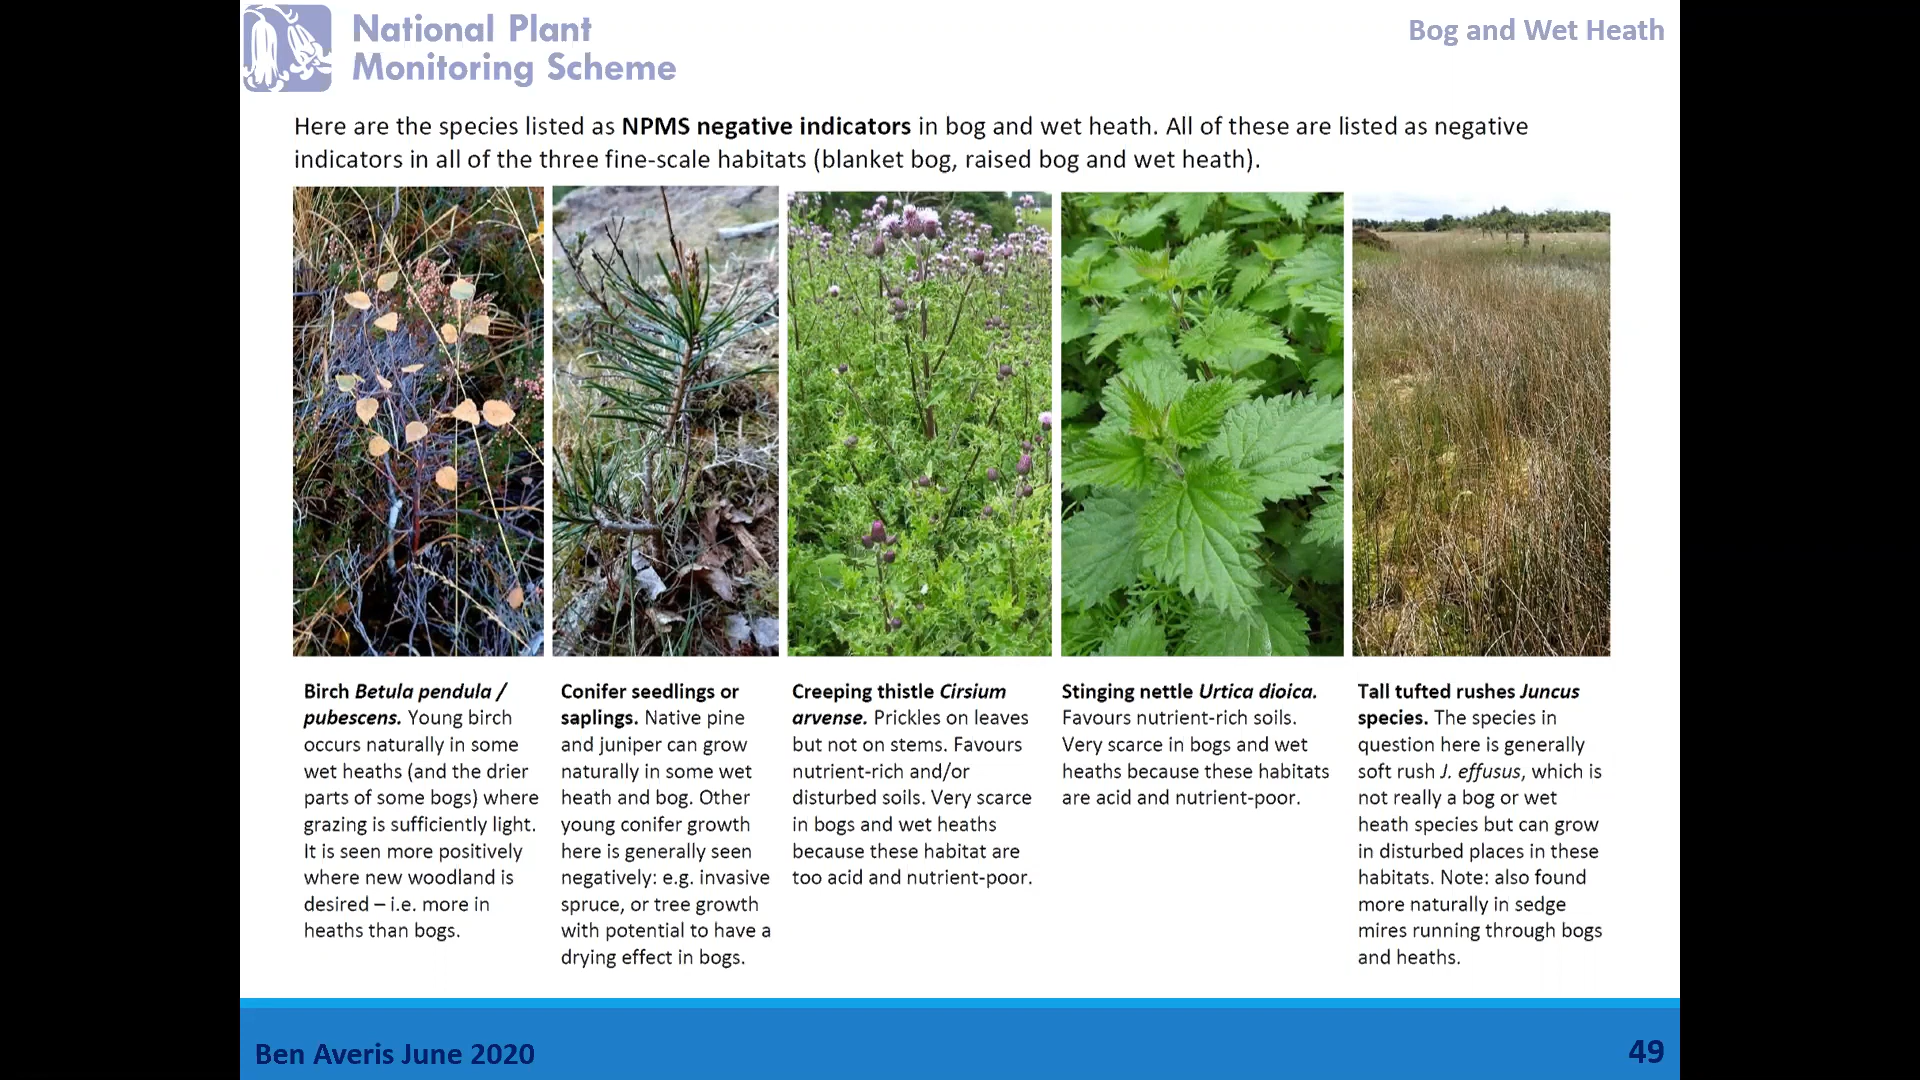 National Plant
Monitoring Scheme
Bog and Wet Heath
Here are the species listed as NPMS negative indicators in bog and wet heath. All of these are listed as negative
indicators in all of the three fine-scale habitats (blanket bog, raised bog and wet heath).
Birch Betula pendula /
pubescens. Young birch
occurs naturally in some
wet heaths (and the drier
parts of some bogs) where
grazing is sufficiently light.
It is seen more positively
where new woodland is
desired – i.e. more in
heaths than bogs.
Conifer seedlings or
saplings. Native pine
and juniper can grow
naturally in some wet
heath and bog. Other
young conifer growth
here is generally seen
negatively: e.g. invasive
spruce, or tree growth
with potential to have a
drying effect in bogs.
Creeping thistle Cirsium
arvense. Prickles on leaves
but not on stems. Favours
nutrient-rich and/or
disturbed soils. Very scarce
in bogs and wet heaths
because these habitat are
too acid and nutrient-poor.
Stinging nettle Urtica dioica.
Favours nutrient-rich soils.
Very scarce in bogs and wet
heaths because these habitats
are acid and nutrient-poor.
Tall tufted rushes Juncus
species. The species in
question here is generally
soft rush J. effusus, which is
not really a bog or wet
heath species but can grow
in disturbed places in these
habitats. Note: also found
more naturally in sedge
mires running through bogs
and heaths.
Ben Averis June 2020
49